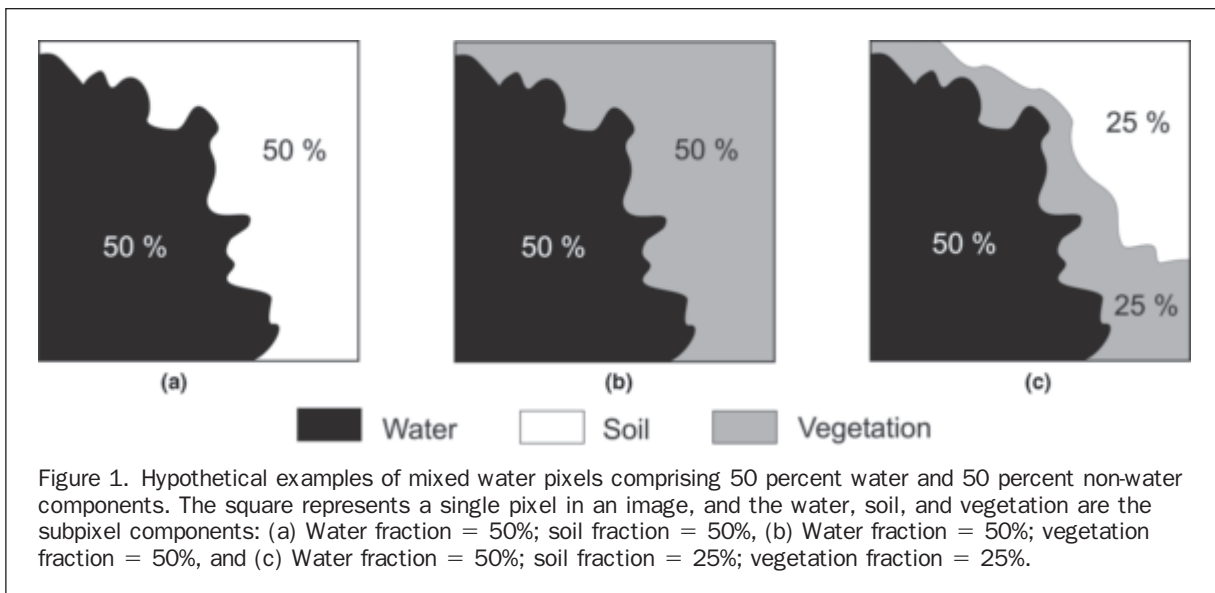 50 %
50 %
(a)
50 %
50 %
(b)
25 %
50 %
25 %
(c)
Water
Soil
Vegetation
Figure 1. Hypothetical examples of mixed water pixels comprising 50 percent water and 50 percent non-water
components. The square represents a single pixel in an image, and the water, soil, and vegetation are the
subpixel components: (a) Water fraction = 50%; soil fraction = 50%, (b) Water fraction = 50%; vegetation
fraction = 50%, and (c) Water fraction = 50%; soil fraction = 25%; vegetation fraction = 25%.